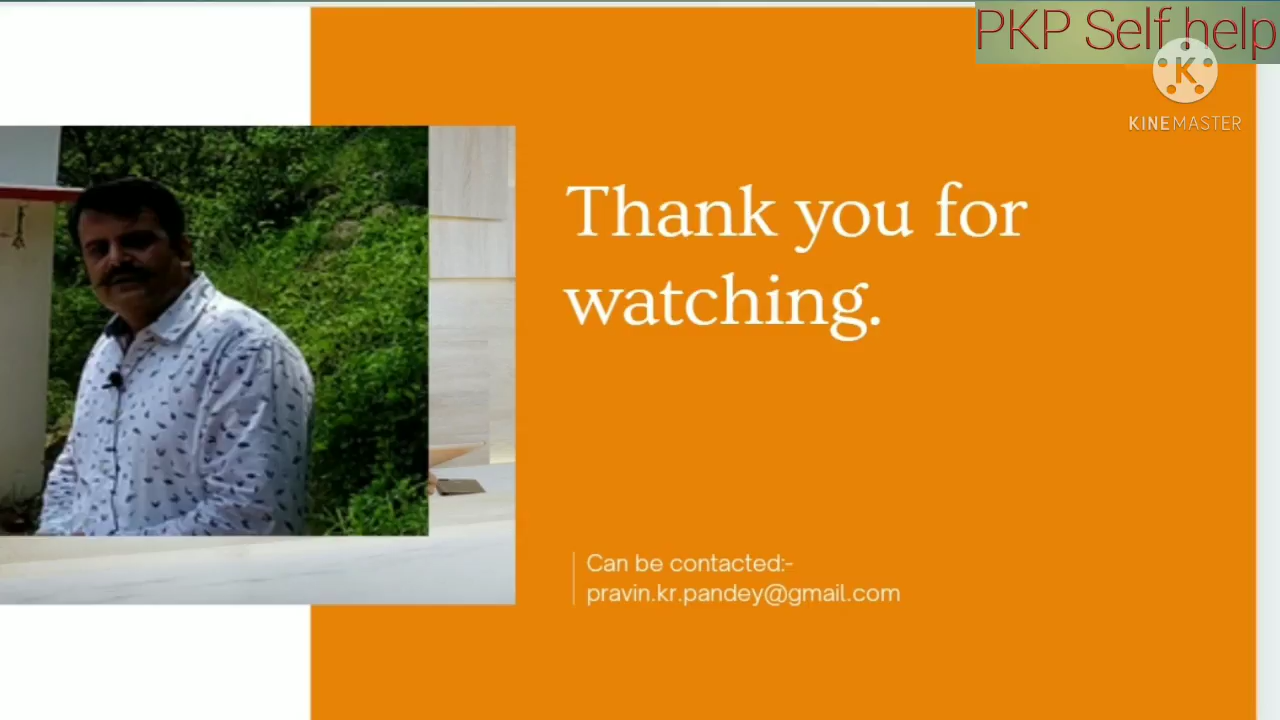 PKP Self help
K
KINEMASTER
Thank you for
watching.
Can be contacted:-
pravin.kr.pandey@gmail.com